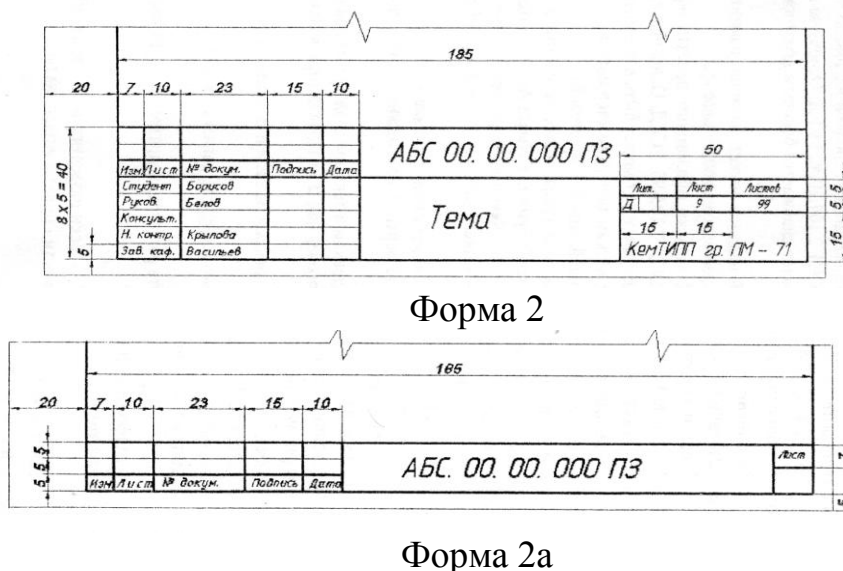 185
20 7 10 23 15 10
АБС 00. 00. 000 ПЗ 50
Изм. Лист № докум. Подпись Дата
Студент Борисов Лит. Лист Листов 5
Руков. Белов Д 9 99 5
Консульт. Тема 15 15 15
Н. контр. Крылова
Зав. каф. Васильев КемТИПП гр. ПМ – 71
8 x 5 = 40
5
Форма 2
185
20 7 10 23 15 10
5 5 5
АБС. 00. 00. 000 ПЗ Лист
Изм Лист № докум. Подпись Дата
Форма 2а